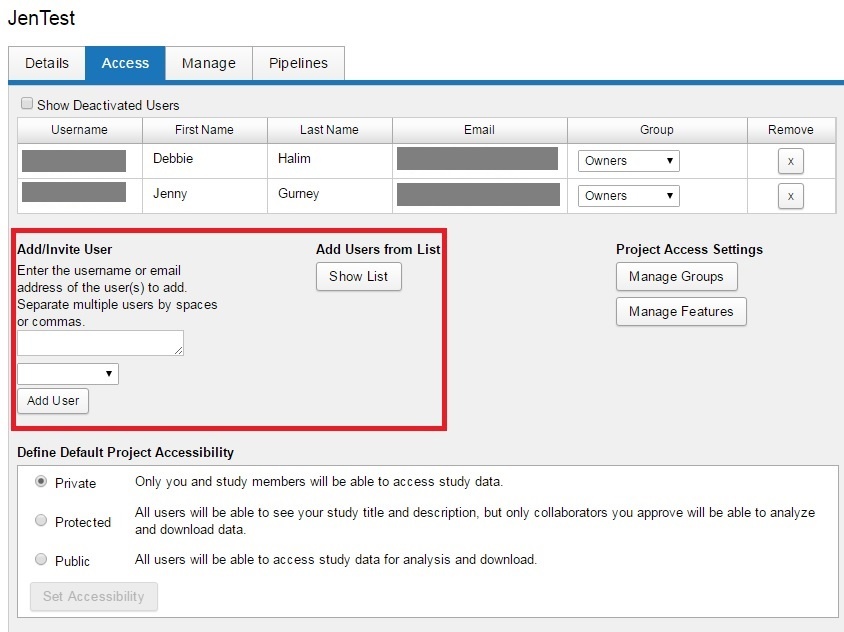 JenTest
Details Access Manage Pipelines
Show Deactivated Users
Username First Name Last Name Email Group Remove
Debbie Halim Owners x
Jenny Gurney Owners x
Add/Invite User
Enter the username or email
address of the user(s) to add.
Separate multiple users by spaces
or commas.
Add User
Add Users from List
Show List
Project Access Settings
Manage Groups
Manage Features
Define Default Project Accessibility
Private Only you and study members will be able to access study data.
Protected All users will be able to see your study title and description, but only collaborators you approve will be able to analyze
and download data.
Public All users will be able to access study data for analysis and download.
Set Accessibility